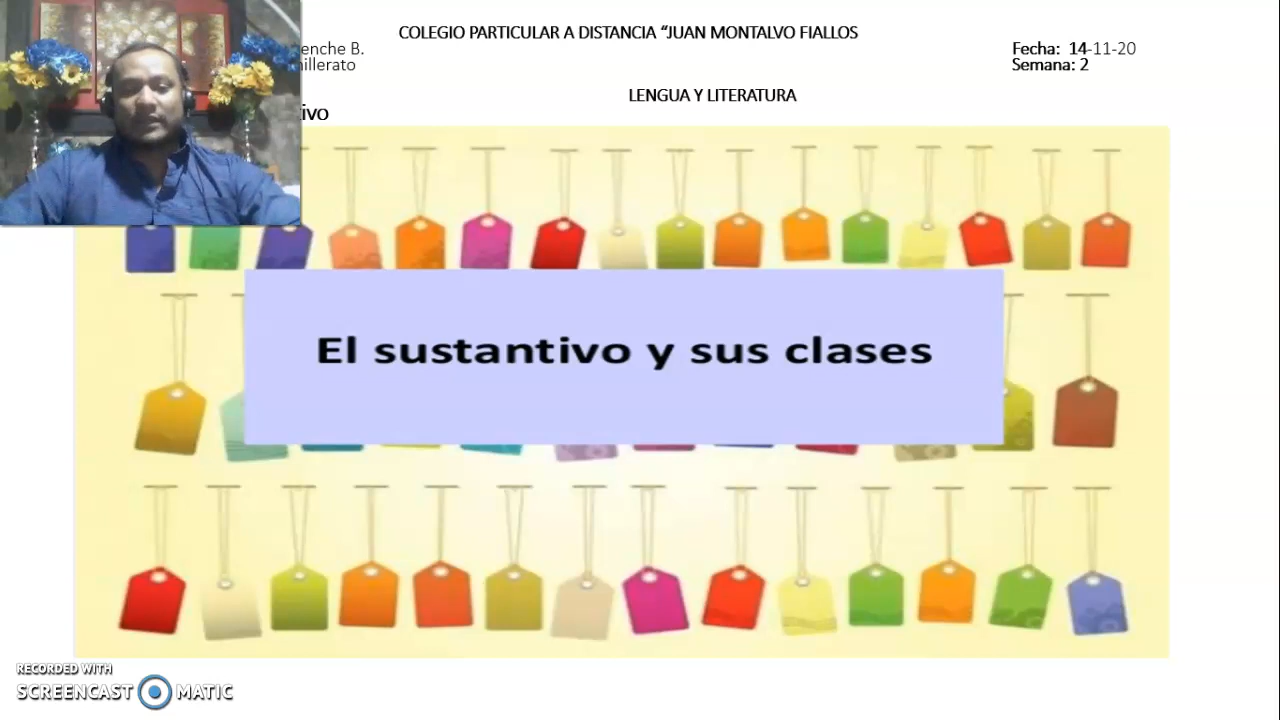 COLEGIO PARTICULAR A DISTANCIA “JUAN MONTALVO FIALLOS
enche B.
Fecha: 14-11-20
illerato
Semana: 2
LENGUA Y LITERATURA
tivo
El sustantivo y sus clases
RECORDED WITH
SCREENCAST MATIC